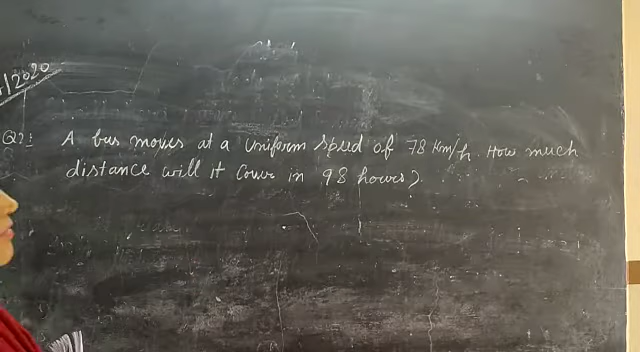 /2020
Q2: A bus moves at a Uniform Speed of 78 Km/h. How much
distance will it Cover in 98 hours?